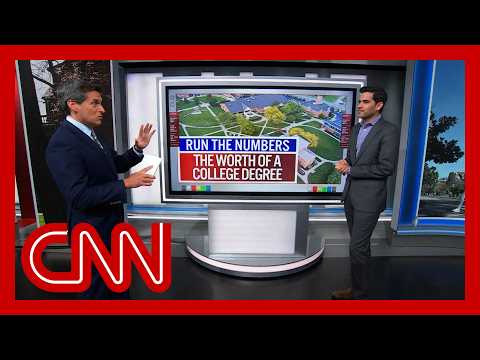 RUN THE NUMBERS
THE WORTH OF A
COLLEGE DEGREE
CNN